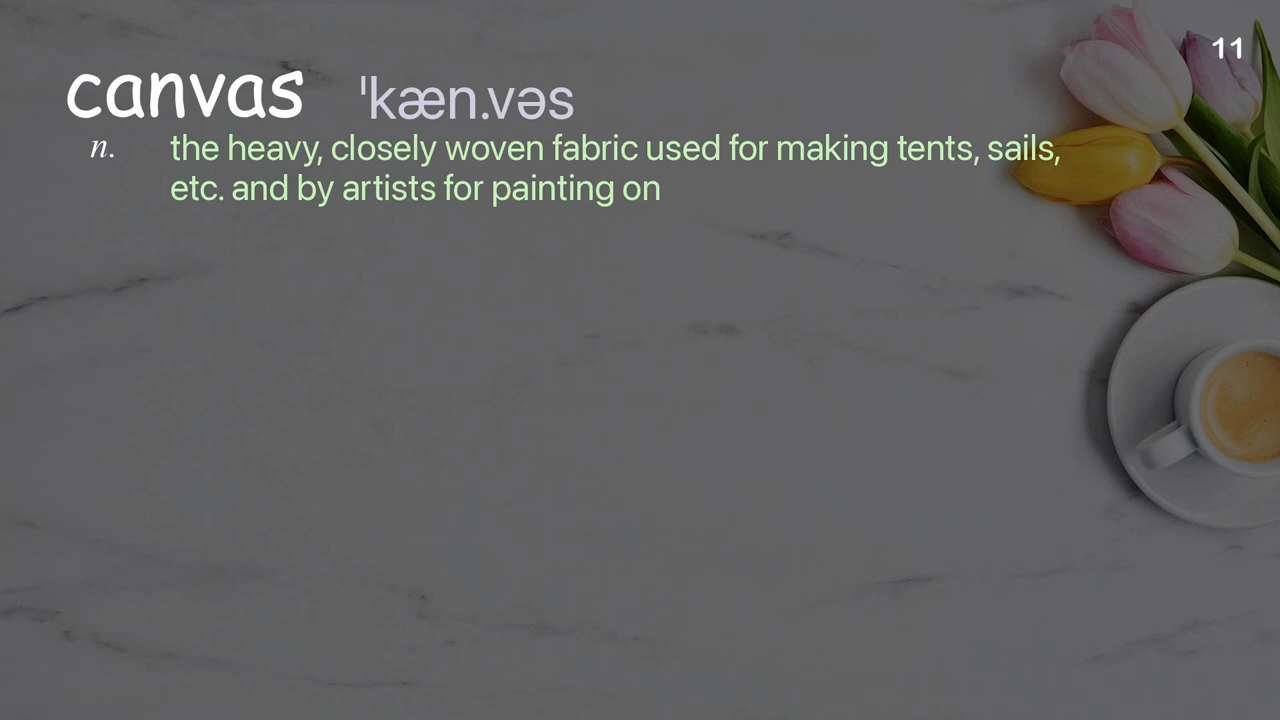 11
canvas ˈkæn.vəs
n. the heavy, closely woven fabric used for making tents, sails,
etc. and by artists for painting on